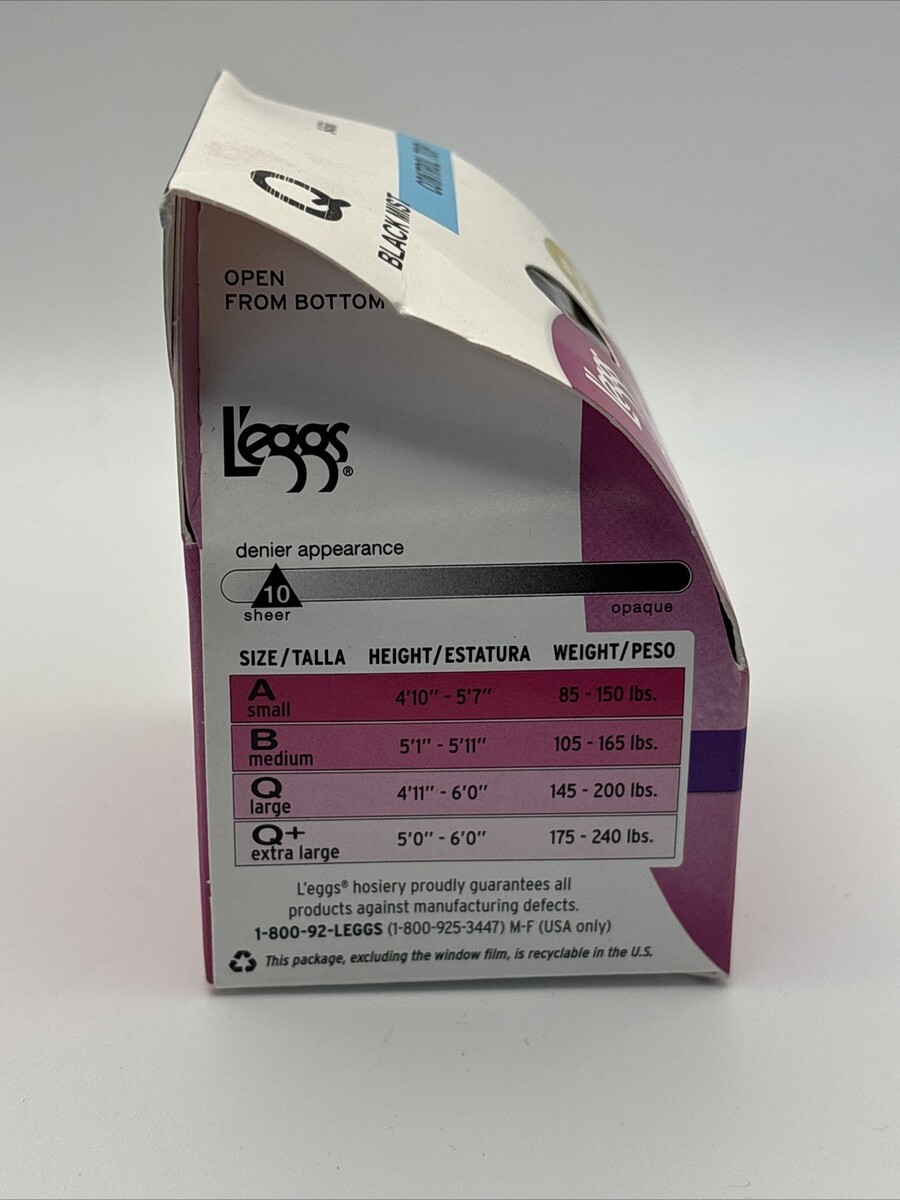 Q
BLACK MIST
CONTROL TOP
L'eggs
OPEN
FROM BOTTOM
L'eggs®
denier appearance
10
sheer
opaque
SIZE/TALLA HEIGHT/ESTATURA WEIGHT/PESO
A
small 4'10" - 5'7" 85 - 150 lbs.
B
medium 5'1" - 5'11" 105 - 165 lbs.
Q
large 4'11" - 6'0" 145 - 200 lbs.
Q+
extra large 5'0" - 6'0" 175 - 240 lbs.
L'eggs® hosiery proudly guarantees all
products against manufacturing defects.
1-800-92-LEGGS (1-800-925-3447) M-F (USA only)
This package, excluding the window film, is recyclable in the U.S.